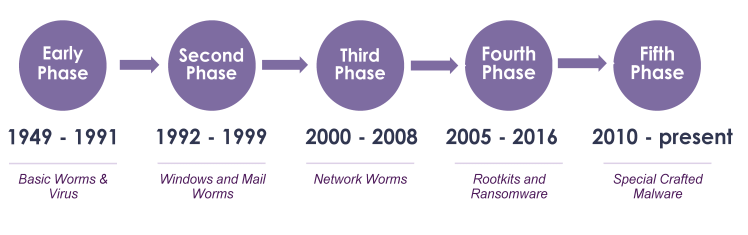 Early
Phase
Second
Phase
Third
Phase
Fourth
Phase
Fifth
Phase
1949 - 1991
1992 - 1999
2000 - 2008
2005 - 2016
2010 - present
Basic Worms &
Virus
Windows and Mail
Worms
Network Worms
Rootkits and
Ransomware
Special Crafted
Malware